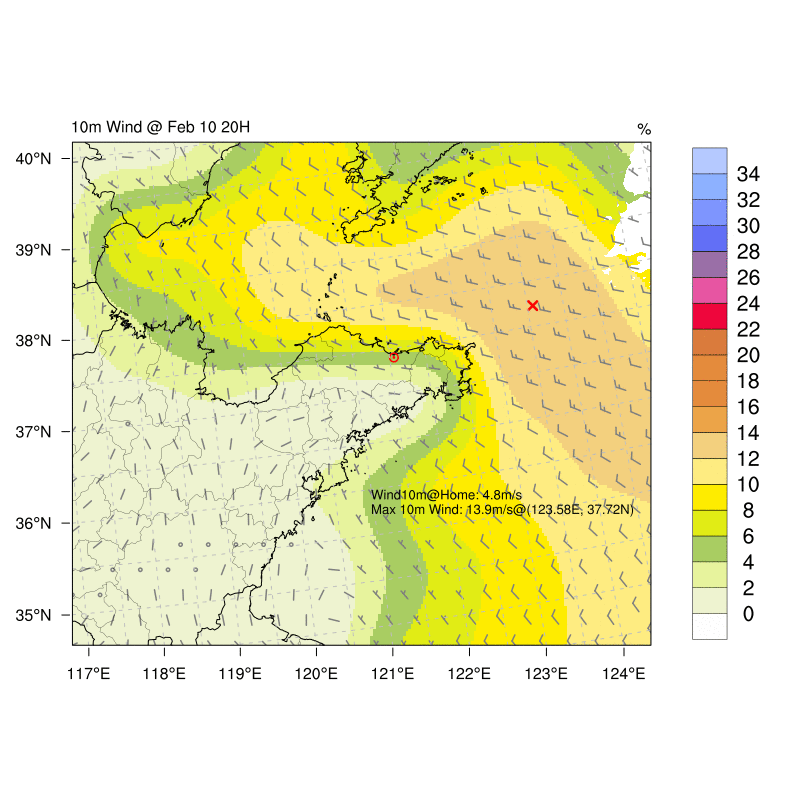 10m Wind @ Feb 10 20H
%
40°N
39°N
38°N
37°N
36°N
35°N
117°E
118°E
119°E
120°E
121°E
122°E
123°E
124°E
Wind10m@Home: 4.8m/s
Max 10m Wind: 13.9m/s@(123.58E, 37.72N)
34
32
30
28
26
24
22
20
18
16
14
12
10
8
6
4
2
0